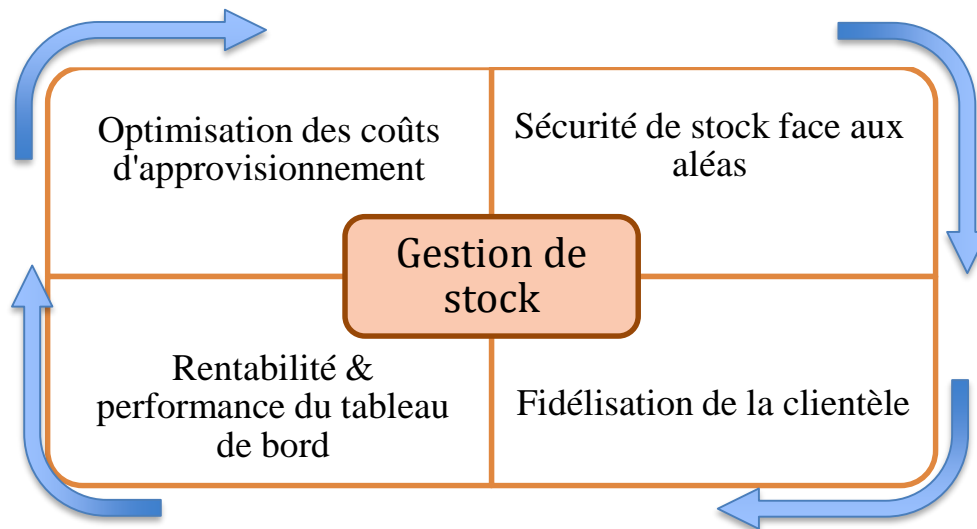 Optimisation des coûts
d'approvisionnement
Sécurité de stock face aux
aléas
Gestion de
stock
Rentabilité &
performance du tableau
de bord
Fidélisation de la clientèle